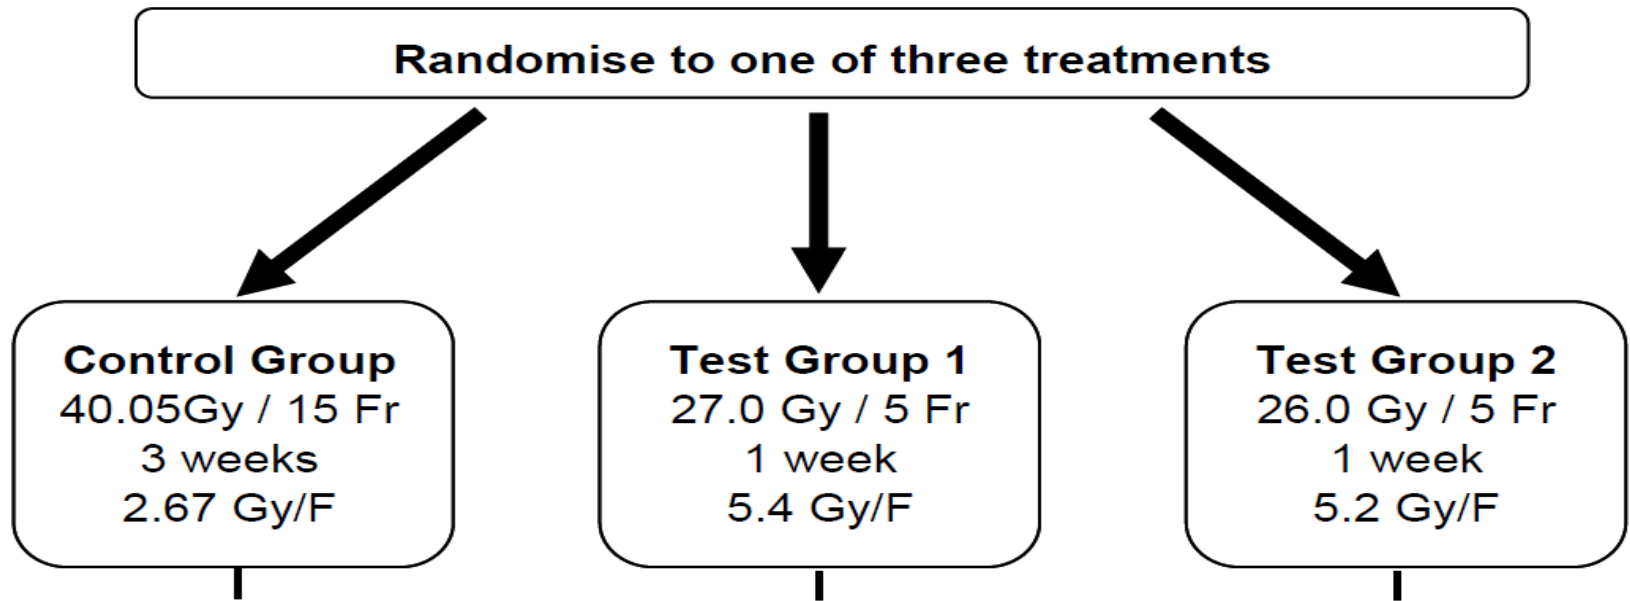 Randomise to one of three treatments
Control Group
40.05Gy / 15 Fr
3 weeks
2.67 Gy/F
Test Group 1
27.0 Gy / 5 Fr
1 week
5.4 Gy/F
Test Group 2
26.0 Gy / 5 Fr
1 week
5.2 Gy/F